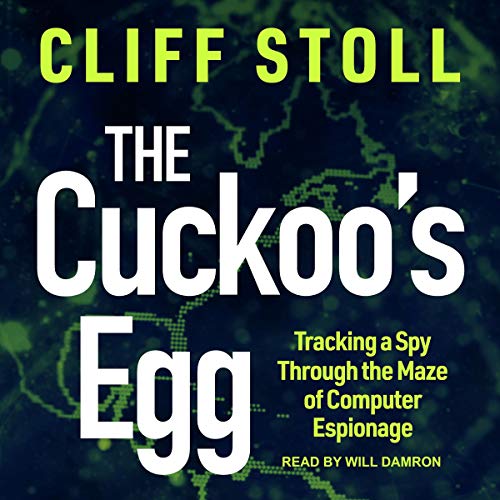 CLIFF STOLL
THE
Cuckoo's
Egg
Tracking a Spy
Through the Maze
of Computer
Espionage
READ BY WILL DAMRON